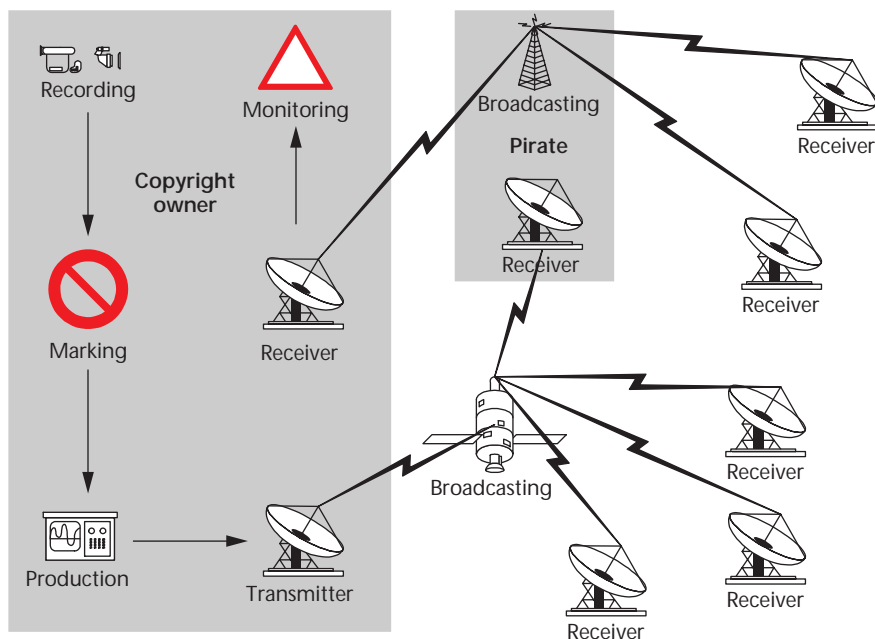 Recording
Monitoring
Copyright
owner
Marking
Receiver
Production
Transmitter
Broadcasting
Pirate
Receiver
Receiver
Receiver
Broadcasting
Receiver
Receiver
Receiver